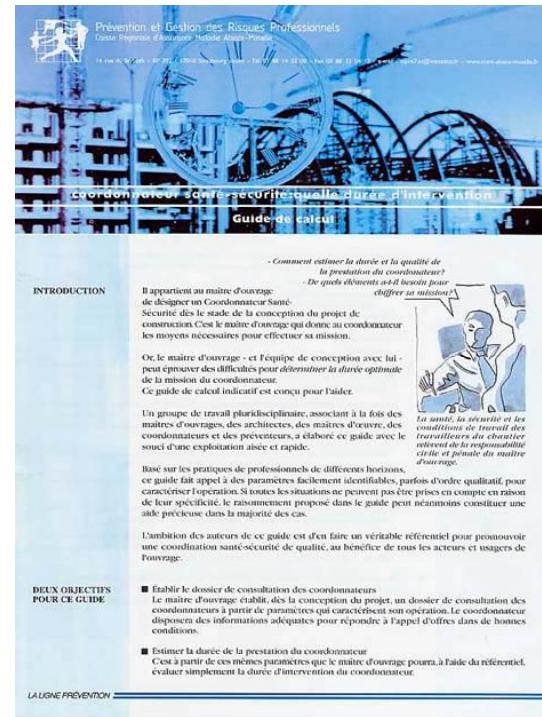 Prévention et Gestion des Risques Professionnels
Caisse Régionale d'Assurance Maladie Alsace-Moselle
coordonnateur santé-sécurité:quelle durée d'intervention
Guide de calcul
- Comment estimer la durée et la qualité de
la prestation du coordonateur?
- De quels éléments a-t-il besoin pour
chiffrer sa mission?
INTRODUCTION
Il appartient au maître d'ouvrage
de désigner un Coordonnateur Santé-
Sécurité dès le stade de la conception du projet de
construction. C'est le maître d'ouvrage qui donne au coordonnateur
les moyens nécessaires pour effectuer sa mission.
Or, le maître d'ouvrage - et l'équipe de conception avec lui -
peut éprouver des difficultés pour déterminer la durée optimale
de la mission du coordonnateur.
Ce guide de calcul indicatif est conçu pour l'aider.
Un groupe de travail pluridisciplinaire, associant à la fois des
maîtres d'ouvrages, des architectes, des maîtres d'œuvre, des
coordonnateurs et des préventeurs, a élaboré ce guide avec le
souci d'une exploitation aisée et rapide.
La santé, la sécurité et les
conditions de travail des
travailleurs du chantier
relèvent de la responsabilité
civile et pénale du maître
d'ouvrage.
Basé sur les pratiques de professionnels de différents horizons,
ce guide fait appel à des paramètres facilement identifiables, parfois d'ordre qualitatif, pour
caractériser l'opération. Si toutes les situations ne peuvent pas être prises en compte en raison
de leur spécificité, le raisonnement proposé dans le guide peut néanmoins constituer une
aide précieuse dans la majorité des cas.
L'ambition des auteurs de ce guide est d'en faire un véritable référentiel pour promouvoir
une coordination santé-sécurité de qualité, au bénéfice de tous les acteurs et usagers de
l'ouvrage.
DEUX OBJECTIFS
POUR CE GUIDE
■ Établir le dossier de consultation des coordonnateurs
Le maître d'ouvrage établit, dès la conception du projet, un dossier de consultation des
coordonnateurs à partir de paramètres qui caractérisent son opération. Le coordonnateur
disposera des informations adéquates pour répondre à l'appel d'offres dans de bonnes
conditions.
■ Estimer la durée de la prestation du coordonnateur
C'est à partir de ces mêmes paramètres que le maître d'ouvrage pourra, à l'aide du référentiel,
évaluer simplement la durée d'intervention du coordonnateur.
LA LIGNE PRÉVENTION